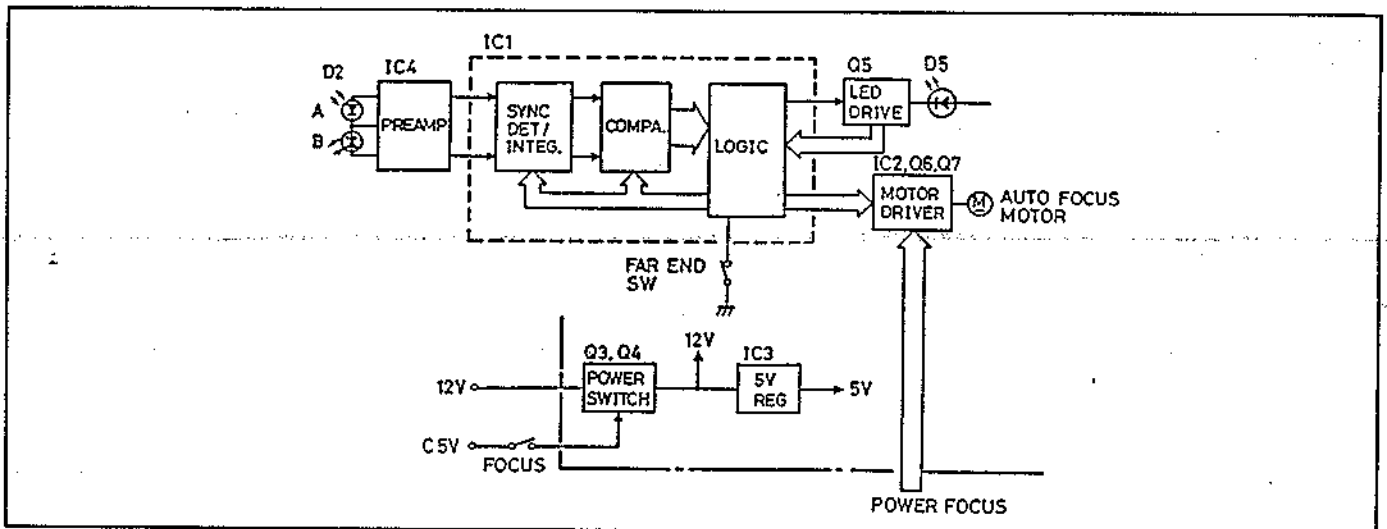 IC1
D2
IC4
Q5
D5
A
B
PREAMP
SYNC
DET/
INTEG.
COMPA.
LOGIC
LED
DRIVE
IC2, Q6, Q7
MOTOR
DRIVER
M
AUTO FOCUS
MOTOR
FAR END
SW
Q3, Q4
12V
IC3
12V
POWER
SWITCH
5V
REG
5V
C 5V
FOCUS
POWER FOCUS